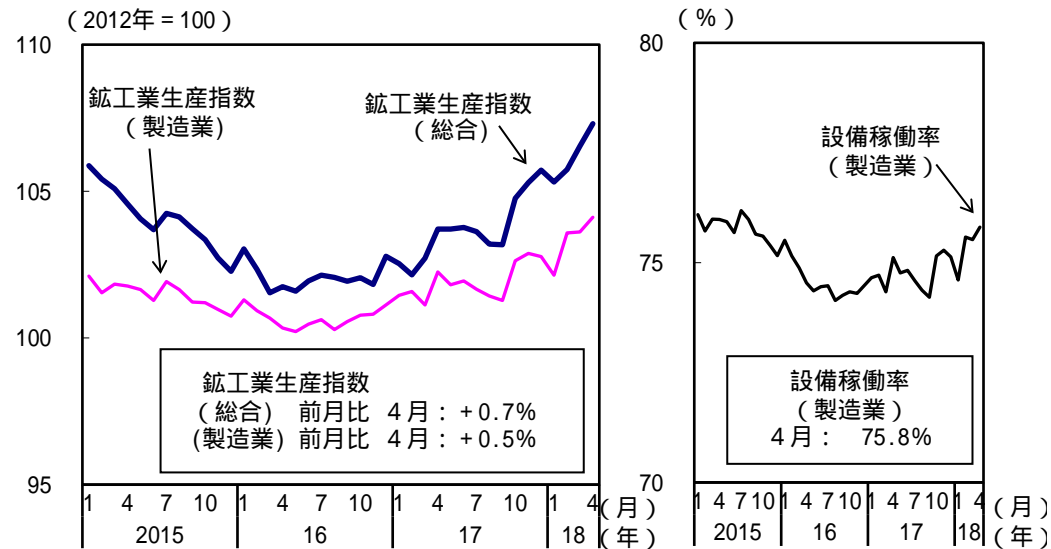 (2012年=100)
110
105
100
95
鉱工業生産指数
(製造業)
鉱工業生産指数
(総合)
鉱工業生産指数
(総合) 前月比 4月:+0.7%
(製造業) 前月比 4月:+0.5%
1 4 7 10 1 4 7 10 1 4 7 10 1 4 (月)
2015 16 17 18 (年)
(%)
80
75
70
設備稼働率
(製造業)
設備稼働率
(製造業)
4月: 75.8%
1 4 7 10 1 4 7 10 1 4 7 10 1 4 (月)
2015 16 17 18 (年)